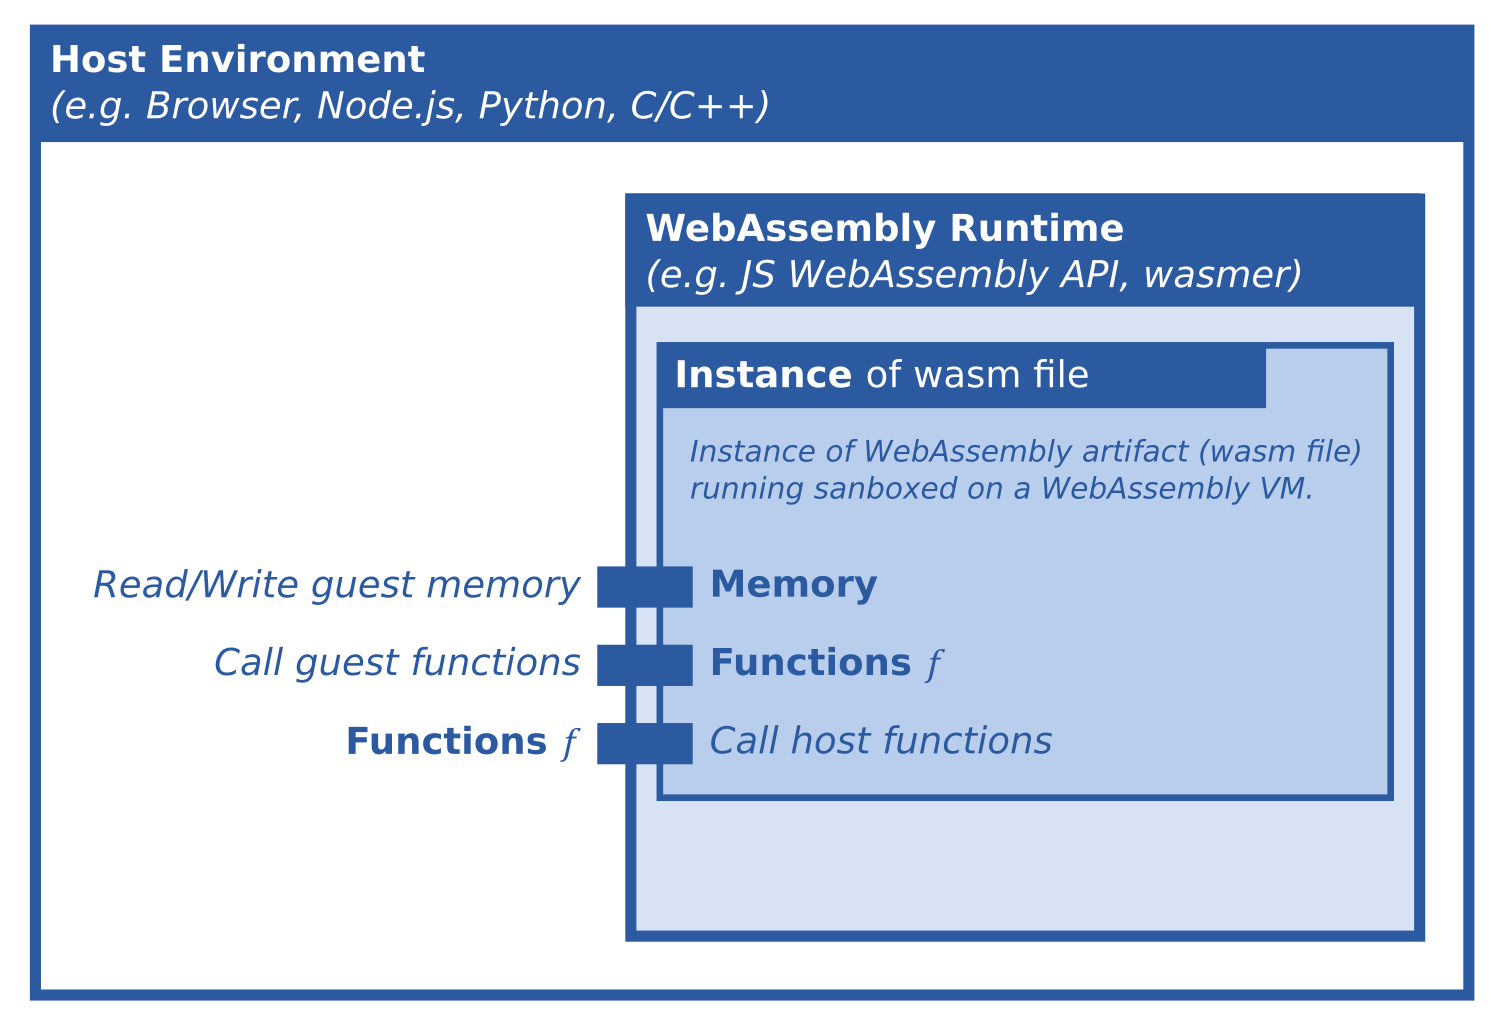 Host Environment
(e.g. Browser, Node.js, Python, C/C++)
WebAssembly Runtime
(e.g. JS WebAssembly API, wasmer)
Instance of wasm file
Instance of WebAssembly artifact (wasm file)
running sanboxed on a WebAssembly VM.
Read/Write guest memory
Memory
Call guest functions
Functions f
Functions f
Call host functions